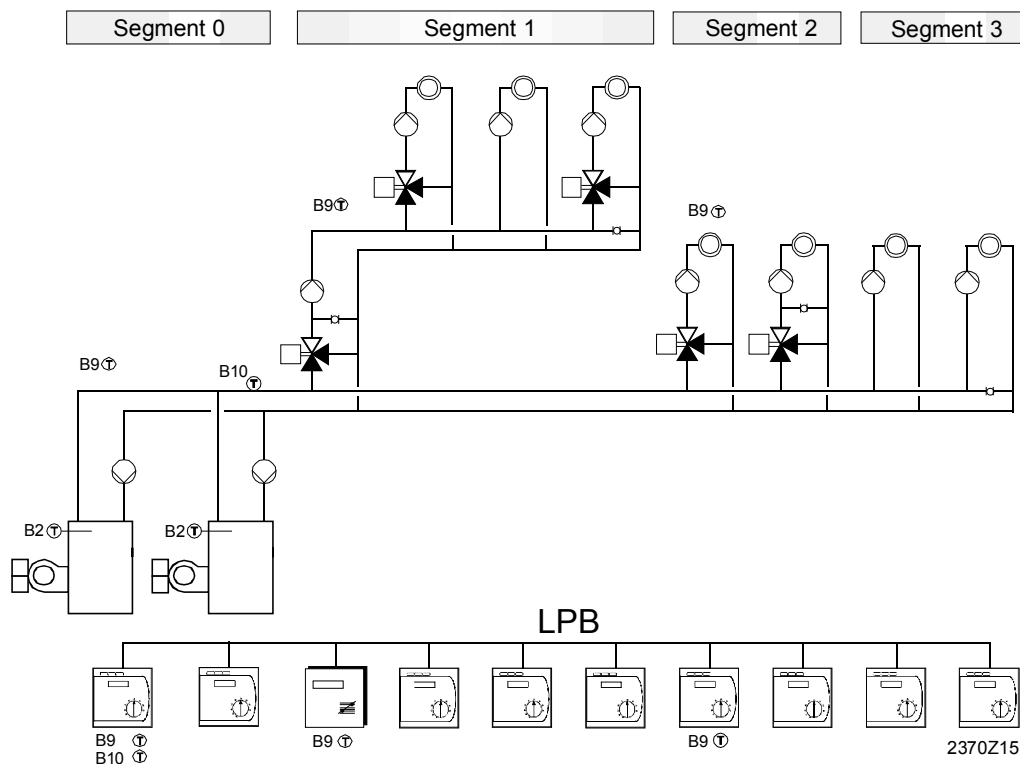 Segment 0 Segment 1 Segment 2 Segment 3
B9 T B9 T
B9 T B10 T
B2 T B2 T
LPB
B9 T B9 T B9 T
B10 T 2370Z15